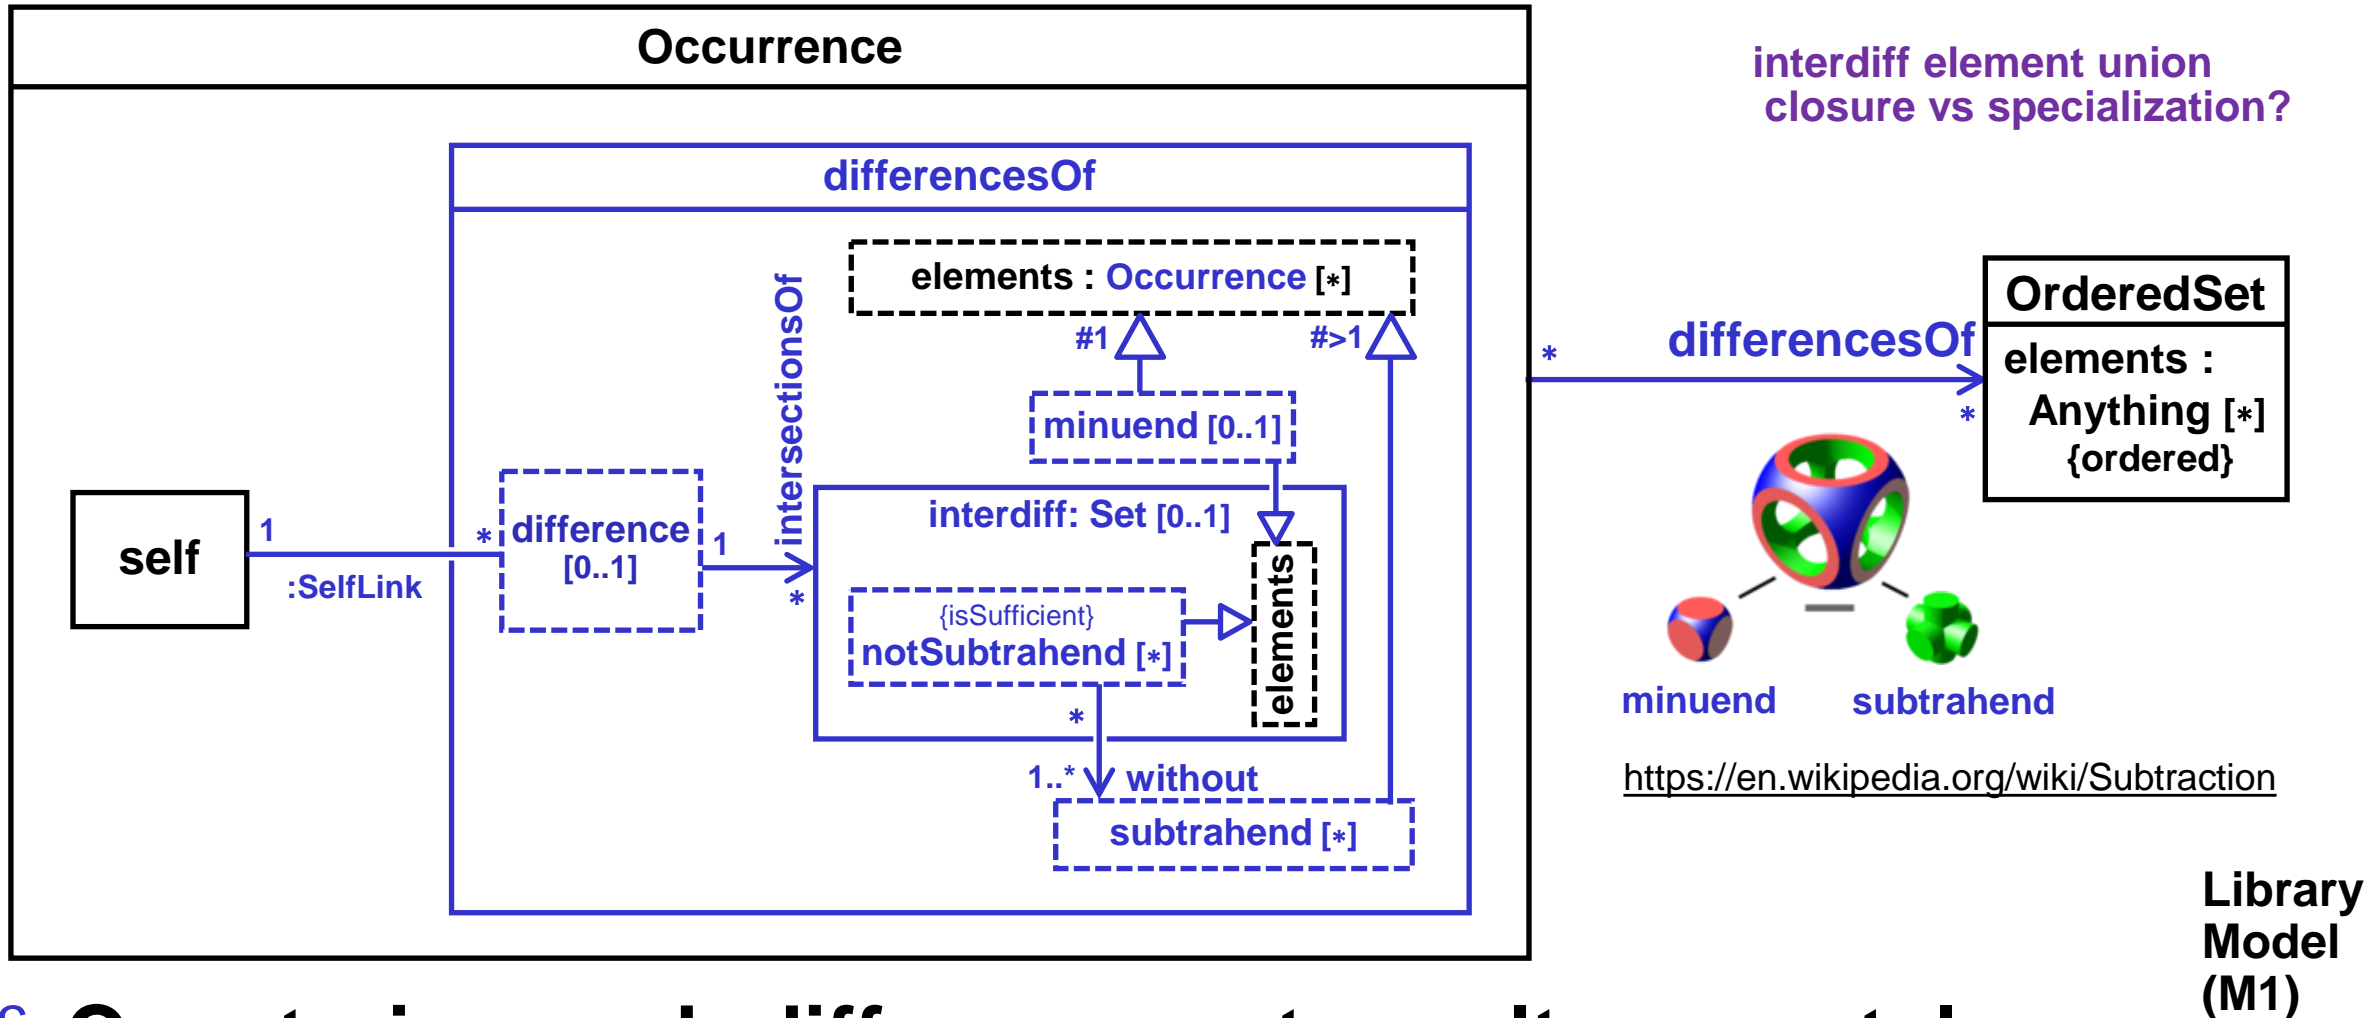 Occurrence
interdiff element union
closure vs specialization?
differencesOf
elements : Occurrence [*]
#1
#>1
intersectionsOf
minuend [0..1]
differencesOf
*
*
OrderedSet
elements :
Anything [*]
{ordered}
self
1
:SelfLink
*
difference
[0..1]
1
*
interdiff: Set [0..1]
{isSufficient}
notSubtrahend [*]
elements
*
1..*
without
subtrahend [*]
minuend
subtrahend
https://en.wikipedia.org/wiki/Subtraction
Library
Model
(M1)